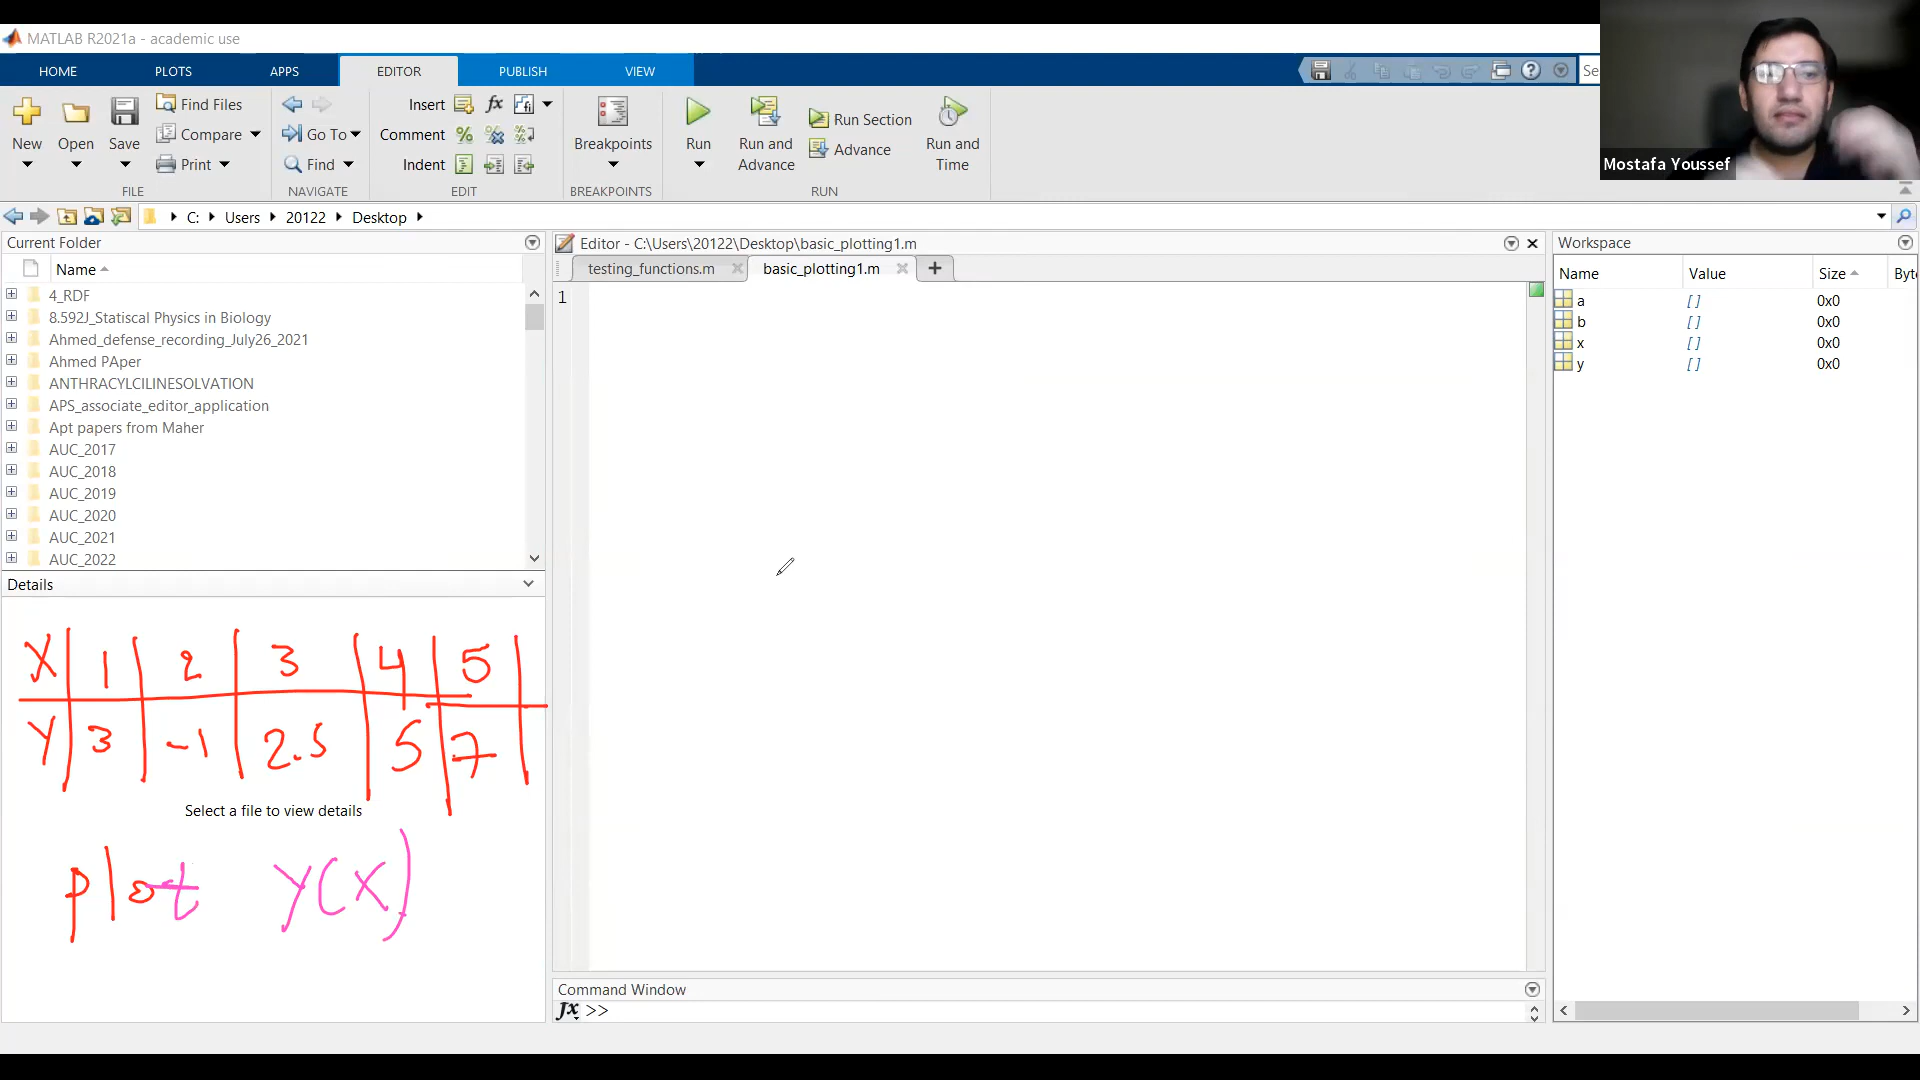 MATLAB R2021a - academic use
HOME PLOTS APPS EDITOR PUBLISH VIEW
Se
New Open Save Find Files Compare Print
FILE
Go To Find
NAVIGATE
Insert fx
Comment
Indent
EDIT
Breakpoints
BREAKPOINTS
Run Run and Advance Run Section Advance Run and Time
RUN
Mostafa Youssef
C: Users 20122 Desktop
Current Folder
Name
4_RDF
8.592J_Statiscal Physics in Biology
Ahmed_defense_recording_July26_2021
Ahmed PAper
ANTHRACYLCILINESOLVATION
APS_associate_editor_application
Apt papers from Maher
AUC_2017
AUC_2018
AUC_2019
AUC_2020
AUC_2021
AUC_2022
Details
X 1 2 3 4 5
Y 3 -1 2.5 5 7
Select a file to view details
plot Y(X)
Editor - C:\Users\20122\Desktop\basic_plotting1.m
testing_functions.m basic_plotting1.m
1
Command Window
fx >>
Workspace
Name Value Size Byt
a [] 0x0
b [] 0x0
x [] 0x0
y [] 0x0